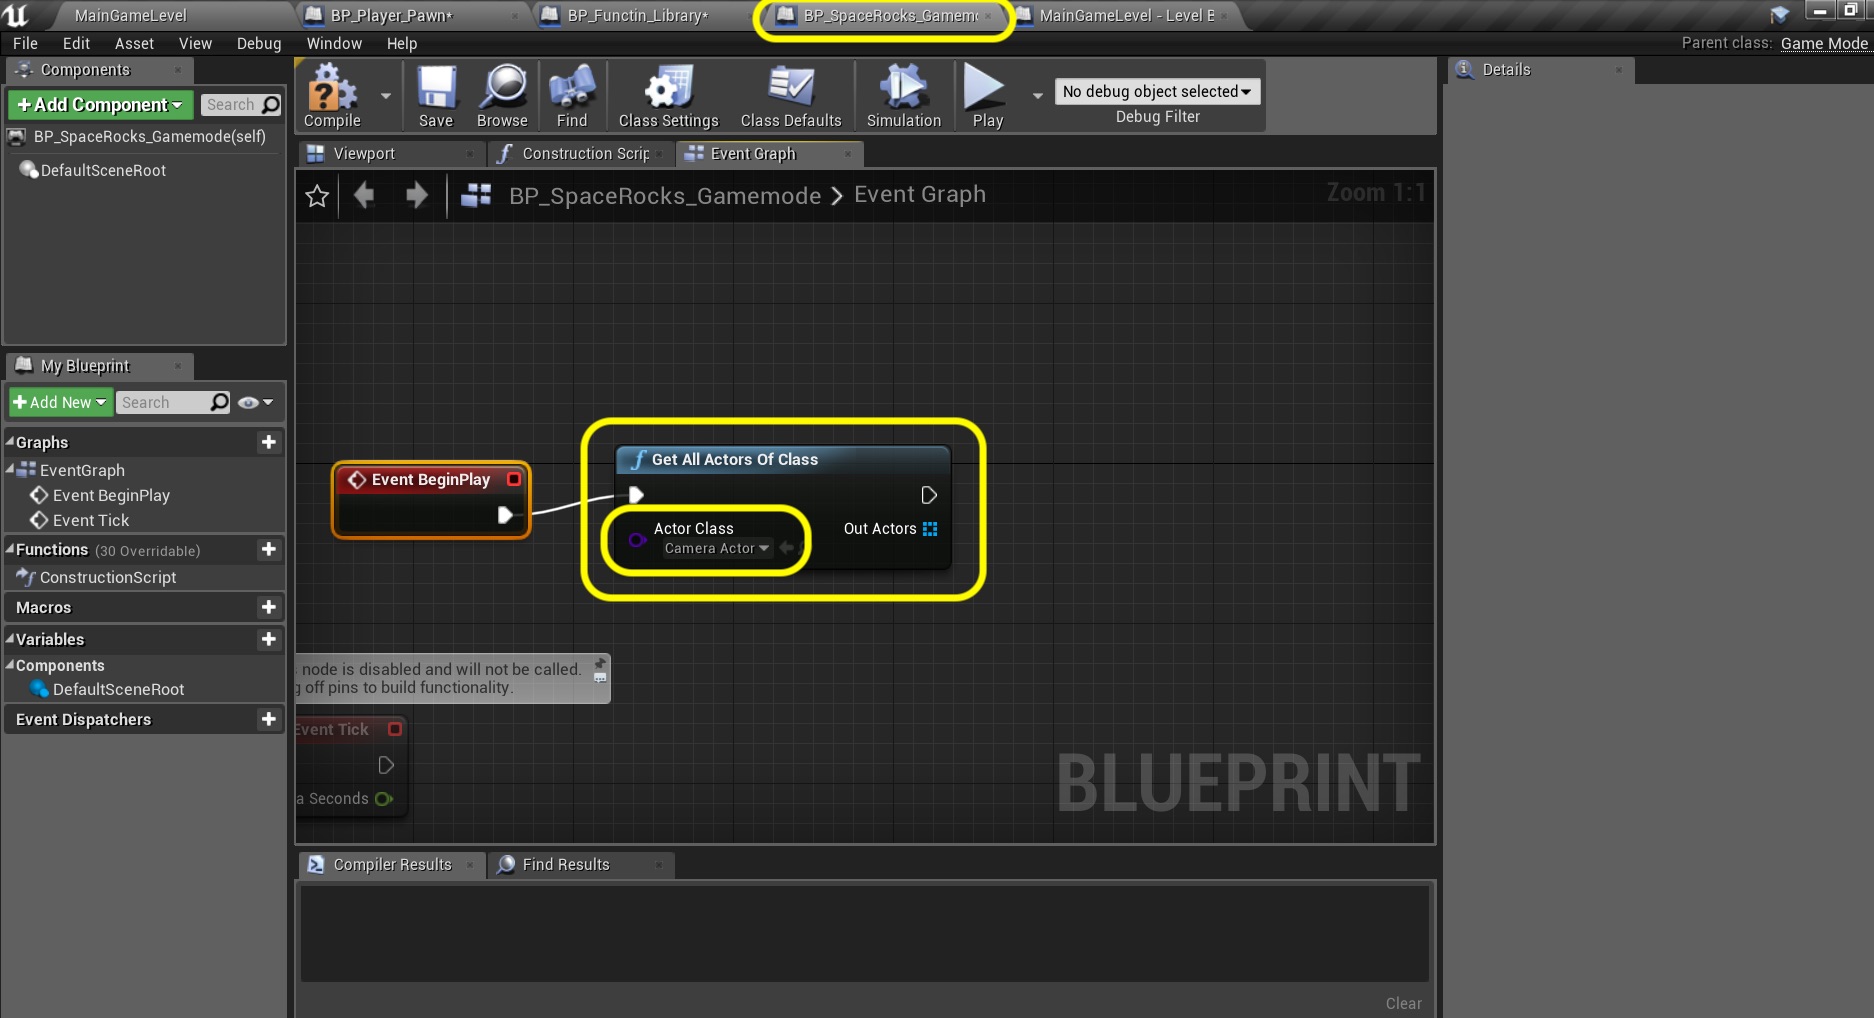 MainGameLevel
BP_Player_Pawn*
BP_Functin_Library*
BP_SpaceRocks_Gamem
MainGameLevel - Level B
File Edit Asset View Debug Window Help
Parent class: Game Mode
Components
+Add Component
Search
BP_SpaceRocks_Gamemode(self)
DefaultSceneRoot
Compile
Save
Browse
Find
Class Settings
Class Defaults
Simulation
Play
No debug object selected
Debug Filter
Details
Viewport
Construction Scrip
Event Graph
BP_SpaceRocks_Gamemode > Event Graph
Zoom 1:1
My Blueprint
+Add New
Search
Graphs
EventGraph
Event BeginPlay
Event Tick
Functions (30 Overridable)
ConstructionScript
Macros
Variables
Components
DefaultSceneRoot
Event Dispatchers
Event BeginPlay
Get All Actors Of Class
Actor Class
Camera Actor
Out Actors
node is disabled and will not be called.
g off pins to build functionality.
Event Tick
a Seconds
BLUEPRINT
Compiler Results
Find Results
Clear